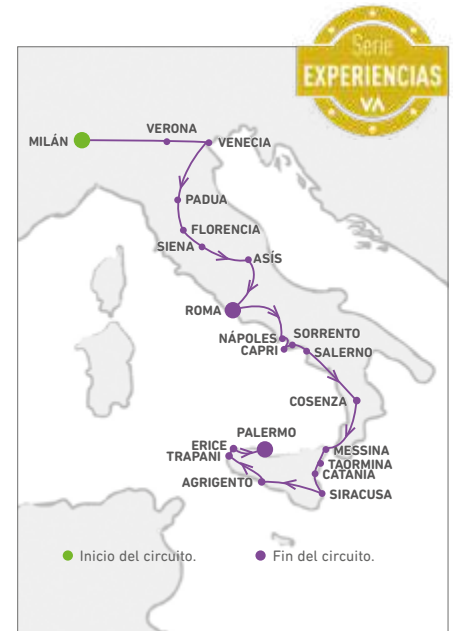 Serie
EXPERIENCIAS
VA
VERONA
MILÁN
VENECIA
PADUA
FLORENCIA
SIENA
ASÍS
ROMA
NÁPOLES
SORRENTO
CAPRI
SALERNO
COSENZA
PALERMO
ERICE
MESSINA
TRAPANI
TAORMINA
CATANIA
AGRIGENTO
SIRACUSA
Inicio del circuito.
Fin del circuito.